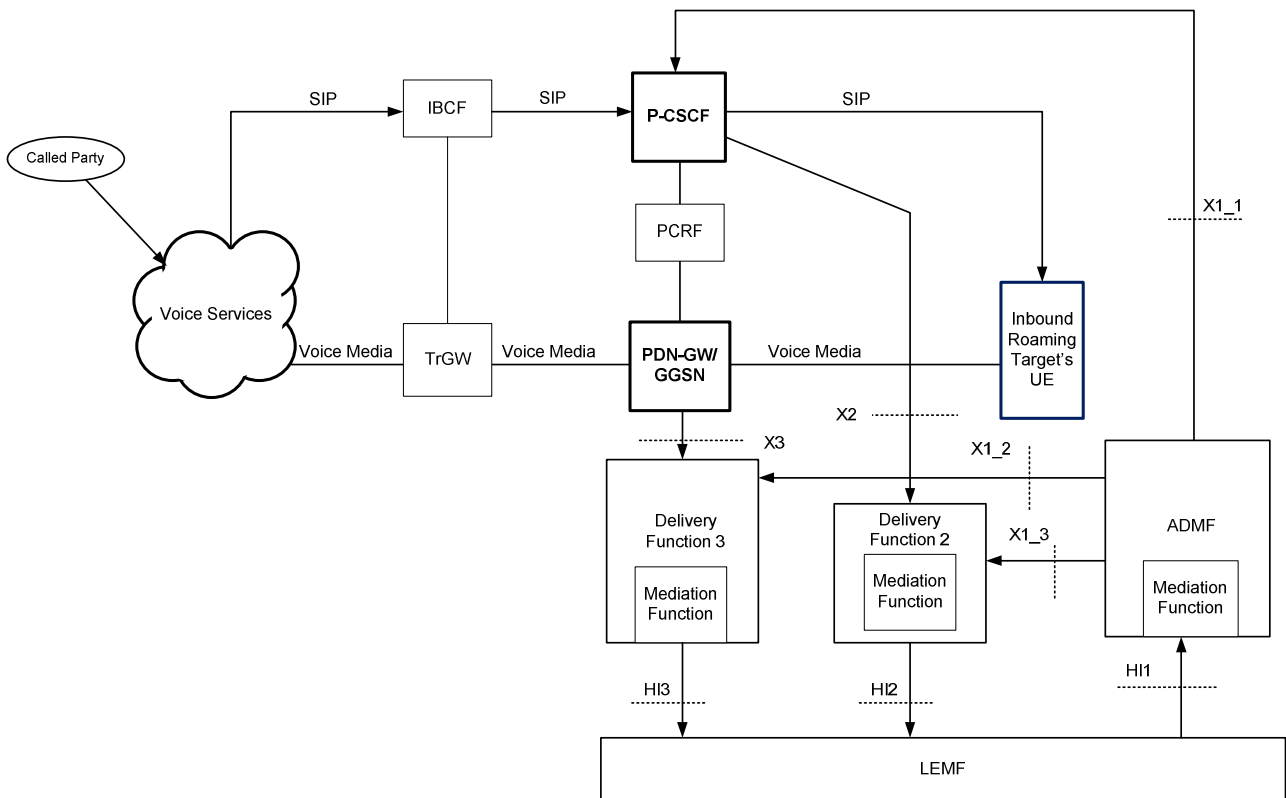 SIP
IBCF
SIP
P-CSCF
SIP
Called Party
X1_1
PCRF
Voice Services
Voice Media
TrGW
Voice Media
PDN-GW/
GGSN
Voice Media
Inbound
Roaming
Target's
UE
X2
X3
X1_2
Delivery
Function 3
Delivery
Function 2
X1_3
ADMF
Mediation
Function
Mediation
Function
Mediation
Function
HI3
HI2
HI1
LEMF